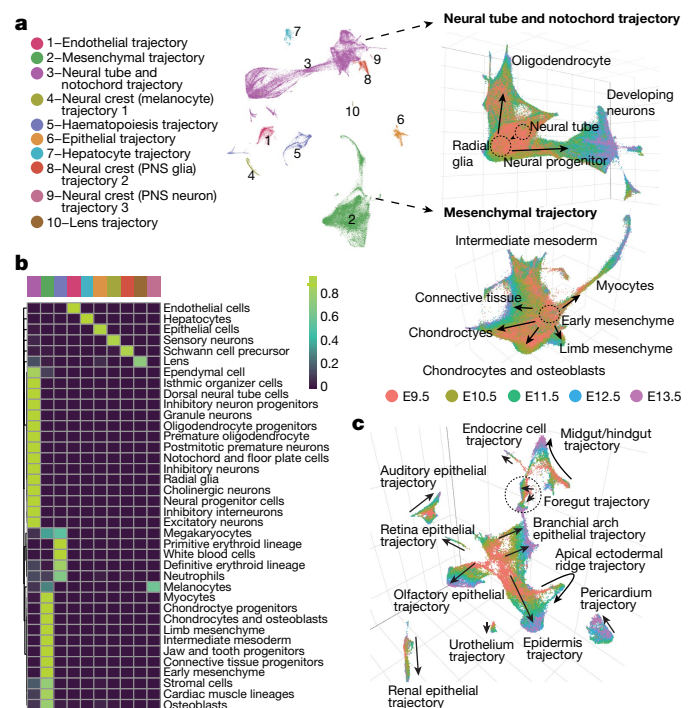 a
1–Endothelial trajectory
2–Mesenchymal trajectory
3–Neural tube and
notochord trajectory
4–Neural crest (melanocyte)
trajectory 1
5–Haematopoiesis trajectory
6–Epithelial trajectory
7–Hepatocyte trajectory
8–Neural crest (PNS glia)
trajectory 2
9–Neural crest (PNS neuron)
trajectory 3
10–Lens trajectory
7
3
9
8
10
6
1
5
4
2
Neural tube and notochord trajectory
Oligodendrocyte
Developing
neurons
Neural tube
Radial
glia
Neural progenitor
Mesenchymal trajectory
Intermediate mesoderm
Myocytes
Connective tissue
Early mesenchyme
Chondroctyes
Limb mesenchyme
Chondrocytes and osteoblasts
E9.5 E10.5 E11.5 E12.5 E13.5
b
0.8
0.6
0.4
0.2
0
Endothelial cells
Hepatocytes
Epithelial cells
Sensory neurons
Schwann cell precursor
Lens
Ependymal cell
Isthmic organizer cells
Dorsal neural tube cells
Inhibitory neuron progenitors
Granule neurons
Oligodendrocyte progenitors
Premature oligodendrocyte
Postmitotic premature neurons
Notochord and floor plate cells
Inhibitory neurons
Radial glia
Cholinergic neurons
Neural progenitor cells
Inhibitory interneurons
Excitatory neurons
Megakaryocytes
Primitive erythroid lineage
White blood cells
Definitive erythroid lineage
Neutrophils
Melanocytes
Myocytes
Chondroctye progenitors
Chondrocytes and osteoblasts
Limb mesenchyme
Intermediate mesoderm
Jaw and tooth progenitors
Connective tissue progenitors
Early mesenchyme
Stromal cells
Cardiac muscle lineages
Osteoblasts
c
Endocrine cell
trajectory
Midgut/hindgut
trajectory
Auditory epithelial
trajectory
Foregut trajectory
Retina epithelial
trajectory
Branchial arch
epithelial trajectory
Apical ectodermal
ridge trajectory
Olfactory epithelial
trajectory
Pericardium
trajectory
Urothelium
trajectory
Epidermis
trajectory
Renal epithelial
trajectory